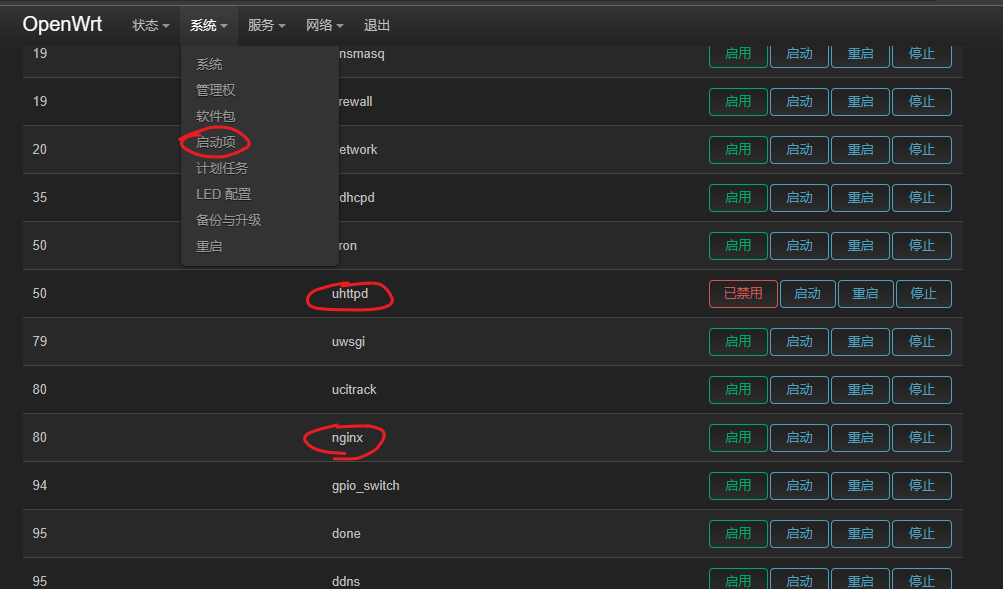 OpenWrt 状态 系统 服务 网络 退出
系统
管理权
软件包
启动项
计划任务
LED 配置
备份与升级
重启
19 nsmasq 启用 启动 重启 停止
19 rewall 启用 启动 重启 停止
20 etwork 启用 启动 重启 停止
35 dhcpd 启用 启动 重启 停止
50 ron 启用 启动 重启 停止
50 uhttpd 已禁用 启动 重启 停止
79 uwsgi 启用 启动 重启 停止
80 ucitrack 启用 启动 重启 停止
80 nginx 启用 启动 重启 停止
94 gpio_switch 启用 启动 重启 停止
95 done 启用 启动 重启 停止
95 ddns 启用 启动 重启 停止